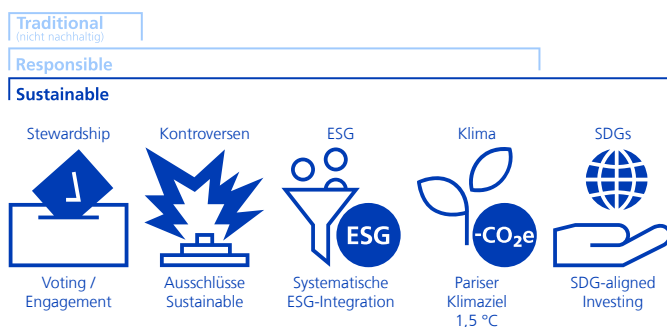 Traditional
(nicht nachhaltig)
Responsible
Sustainable
Stewardship
Kontroversen
ESG
Klima
SDGs
ESG
-CO₂e
Voting /
Engagement
Ausschlüsse
Sustainable
Systematische
ESG-Integration
Pariser
Klimaziel
1,5 °C
SDG-aligned
Investing